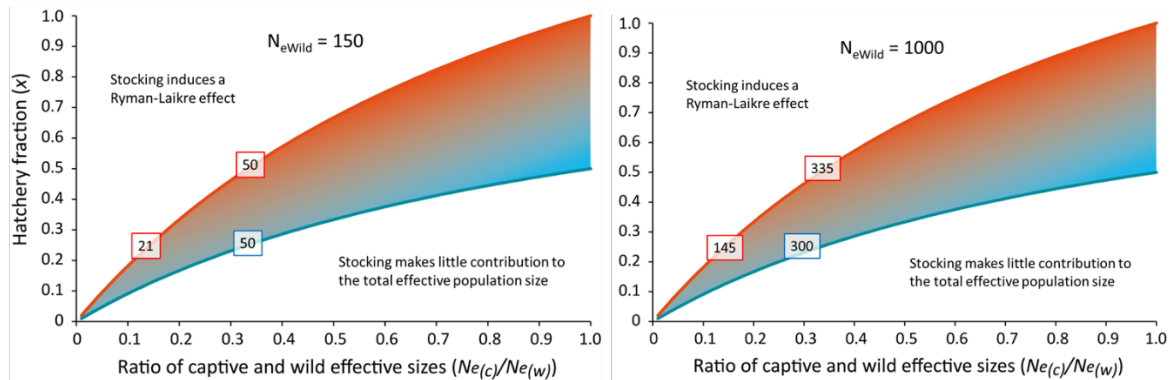 1.0
0.9
0.8
0.7
0.6
0.5
0.4
0.3
0.2
0.1
0
Hatchery fraction (x)
N eWild = 150
Stocking induces a
Ryman-Laikre effect
50
21
50
Stocking makes little contribution to
the total effective population size
0 0.1 0.2 0.3 0.4 0.5 0.6 0.7 0.8 0.9 1.0
Ratio of captive and wild effective sizes (Ne(c)/Ne(w))
1.0
0.9
0.8
0.7
0.6
0.5
0.4
0.3
0.2
0.1
0
N eWild = 1000
Stocking induces a
Ryman-Laikre effect
335
145
300
Stocking makes little contribution to
the total effective population size
0 0.1 0.2 0.3 0.4 0.5 0.6 0.7 0.8 0.9 1.0
Ratio of captive and wild effective sizes (Ne(c)/Ne(w))